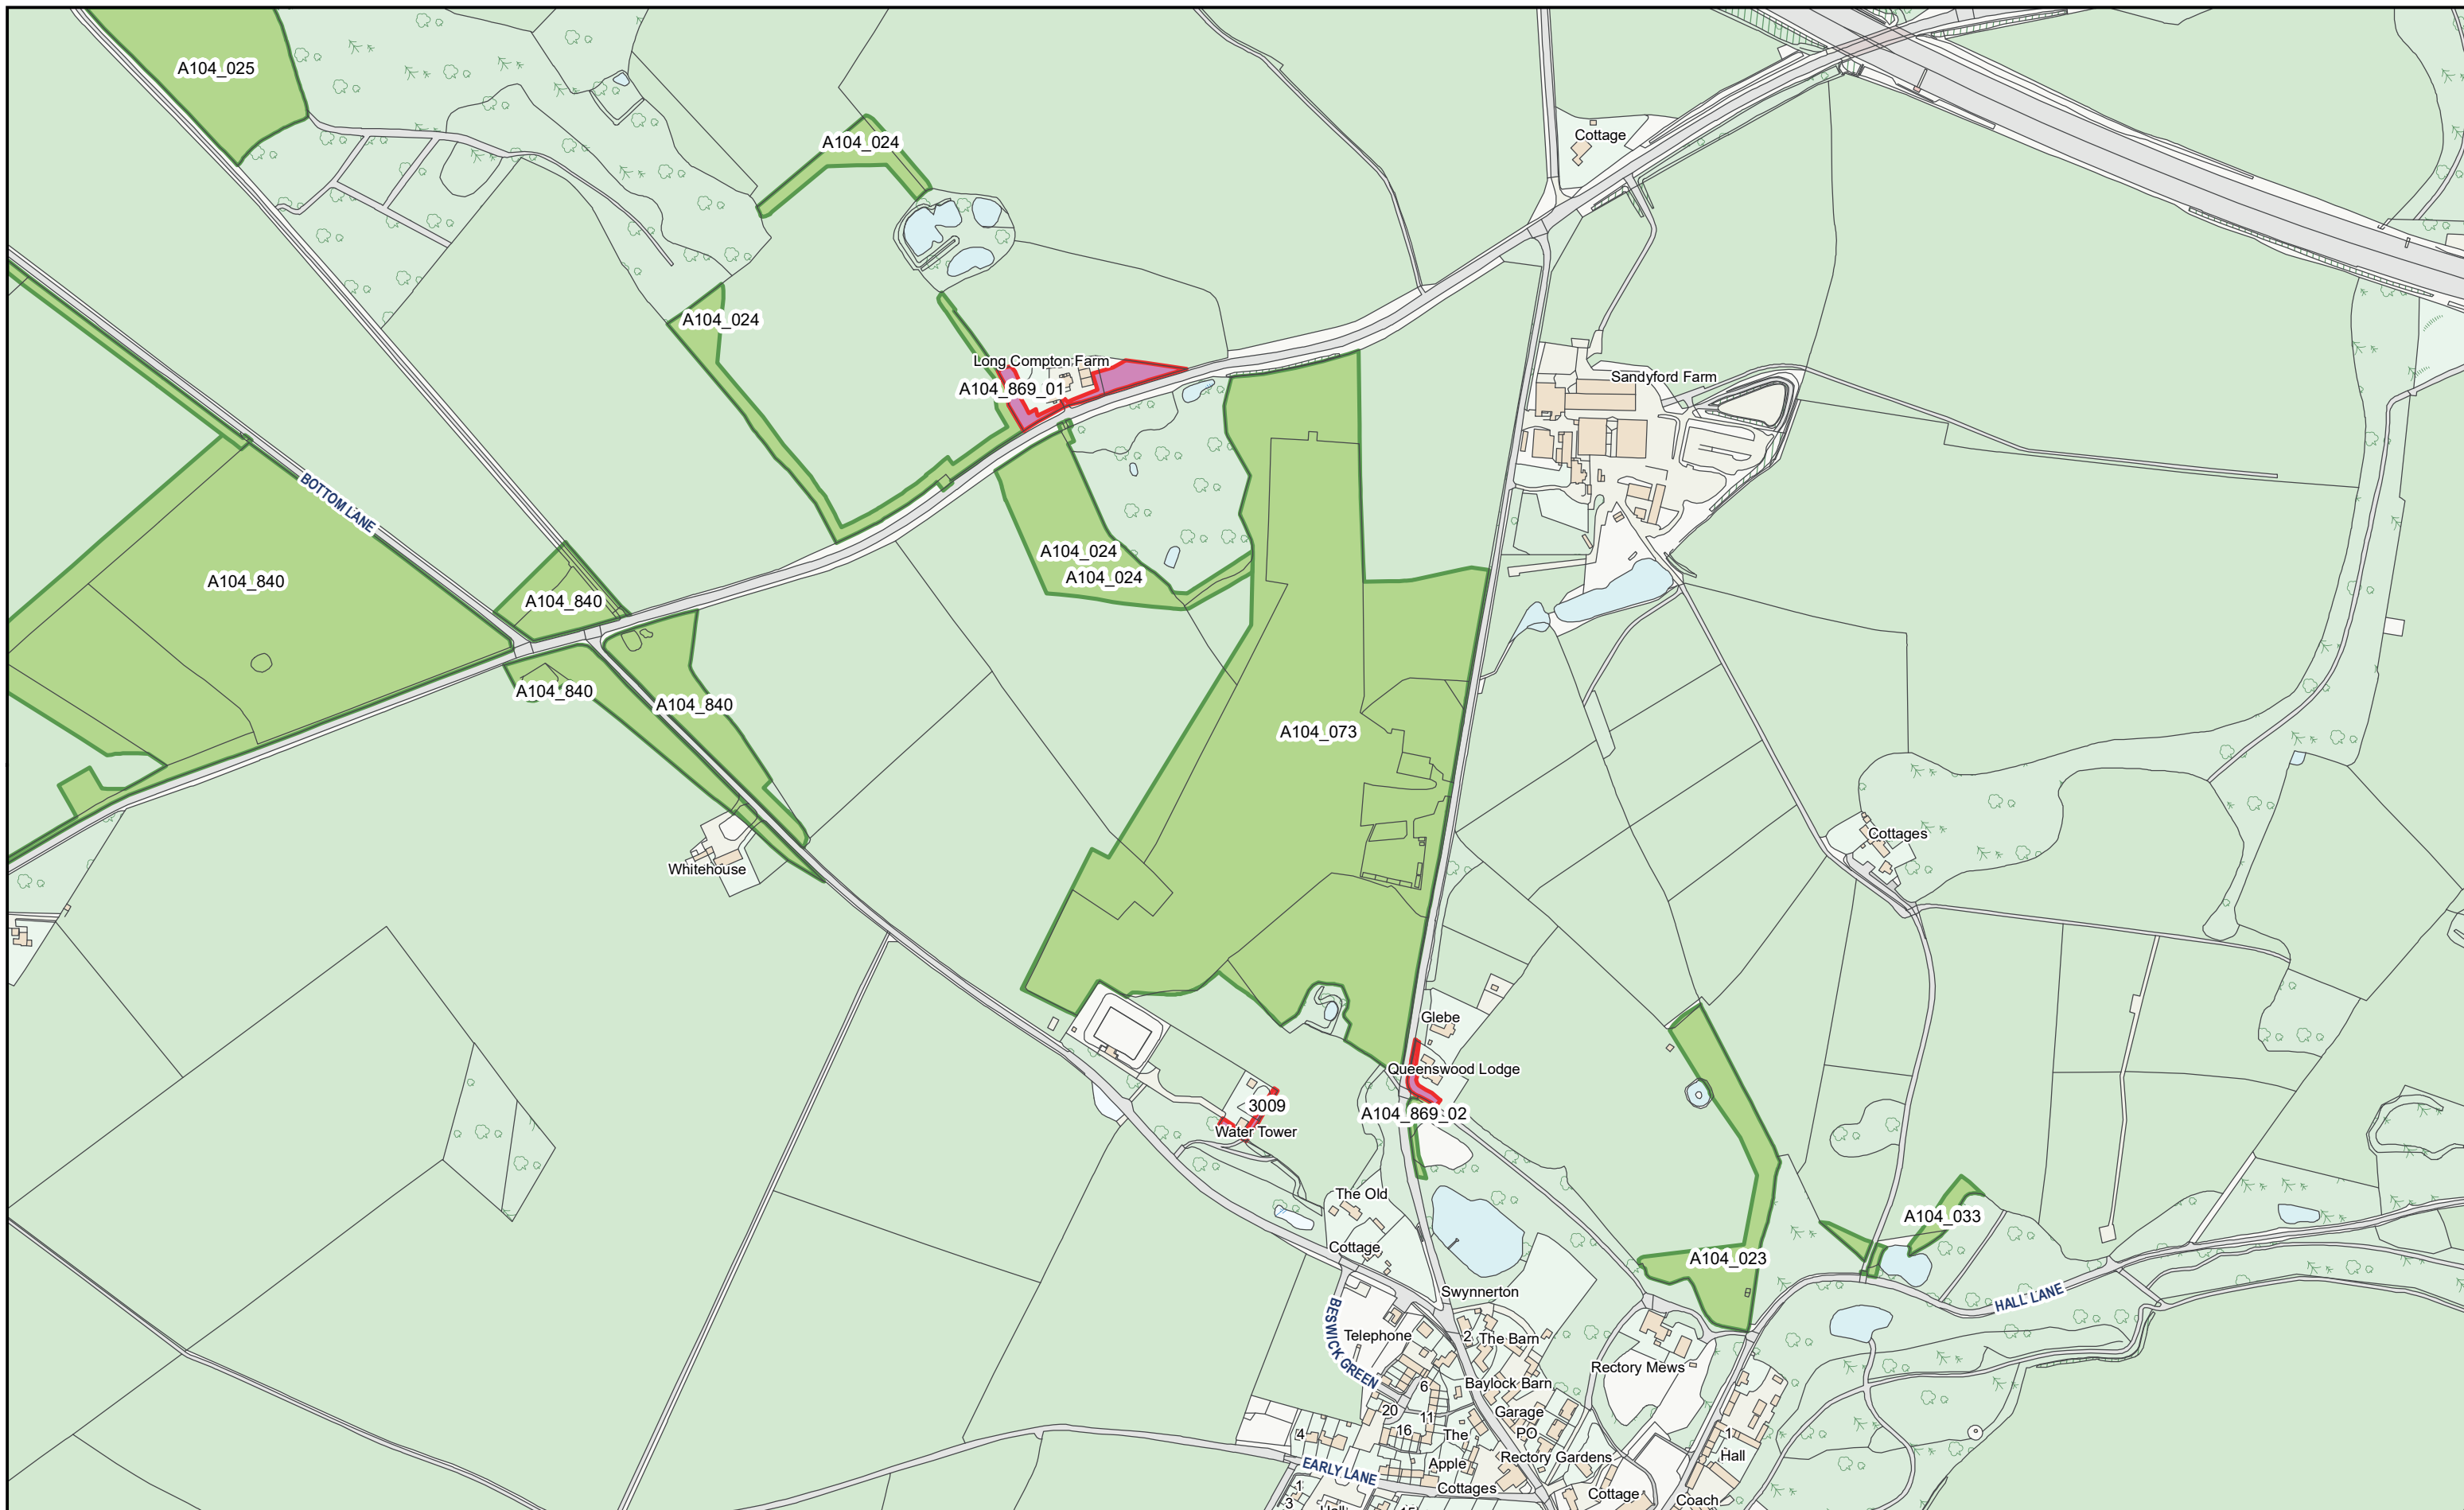 A104_025
A104_024
Cottage
A104_024
Long Compton Farm
A104_869_01
Sandyford Farm
BOTTOM LANE
A104_024
A104_024
A104_840
A104_840
A104_840
A104_840
A104_073
Cottages
Whitehouse
Glebe
Queenswood Lodge
3009
A104_869_02
Water Tower
The Old
A104_033
Cottage
A104_023
Swynnerton
HALL LANE
BESWICK GREEN
Telephone
2
The Barn
Rectory Mews
6
Baylock Barn
20
11
Garage
16
The
PO
4
1
Hall
Apple
Rectory Gardens
EARLY LANE
1
Cottages
Cottage
Coach
3